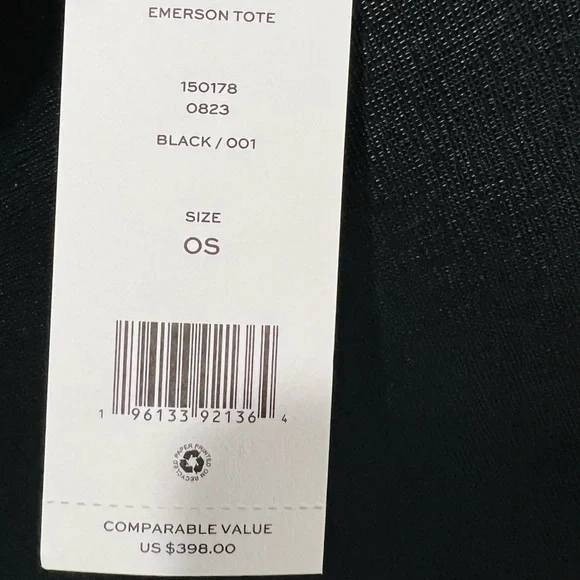 EMERSON TOTE
150178
0823
BLACK / 001
SIZE
OS
1 96133 92136 4
PRINTED ON RECYCLED PAPER
COMPARABLE VALUE
US $398.00